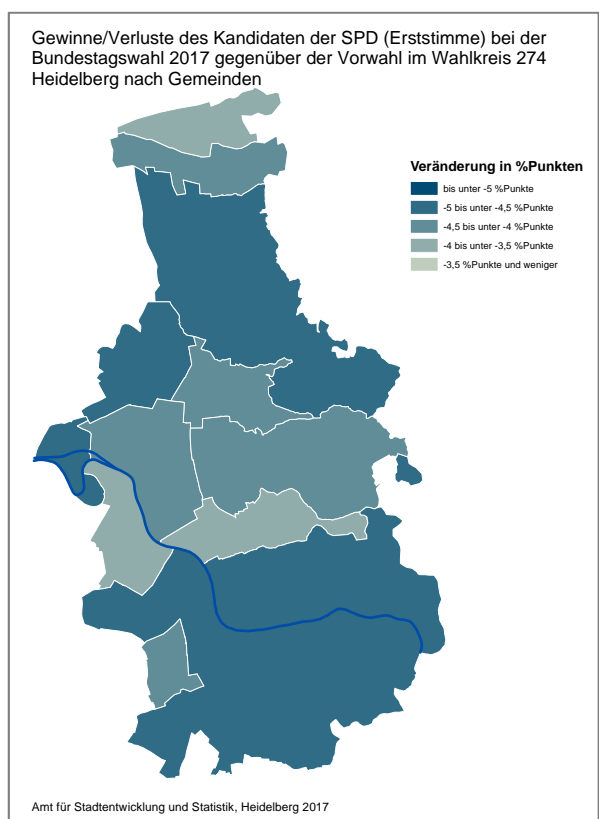 Gewinne/Verluste des Kandidaten der SPD (Erststimme) bei der
Bundestagswahl 2017 gegenüber der Vorwahl im Wahlkreis 274
Heidelberg nach Gemeinden
Veränderung in %Punkten
bis unter -5 %Punkte
-5 bis unter -4,5 %Punkte
-4,5 bis unter -4 %Punkte
-4 bis unter -3,5 %Punkte
-3,5 %Punkte und weniger
Amt für Stadtentwicklung und Statistik, Heidelberg 2017